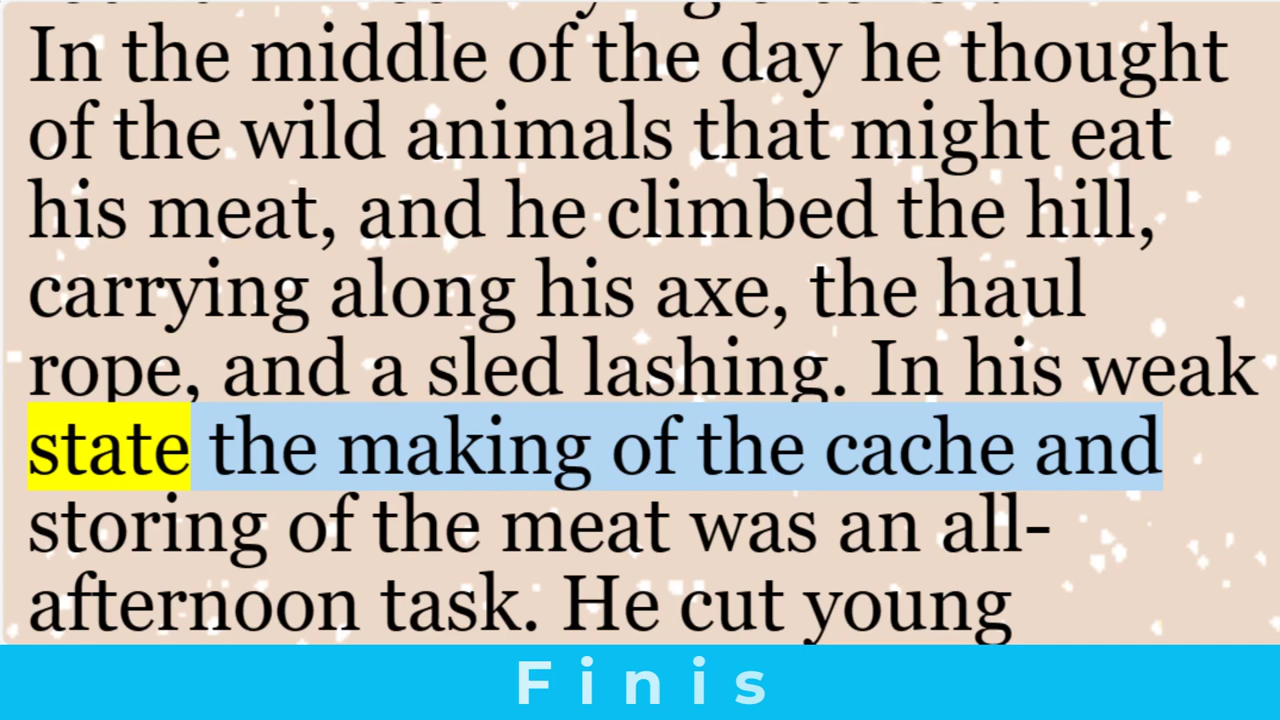 In the middle of the day he thought
of the wild animals that might eat
his meat, and he climbed the hill,
carrying along his axe, the haul
rope, and a sled lashing. In his weak
state the making of the cache and
storing of the meat was an all-
afternoon task. He cut young
Finis